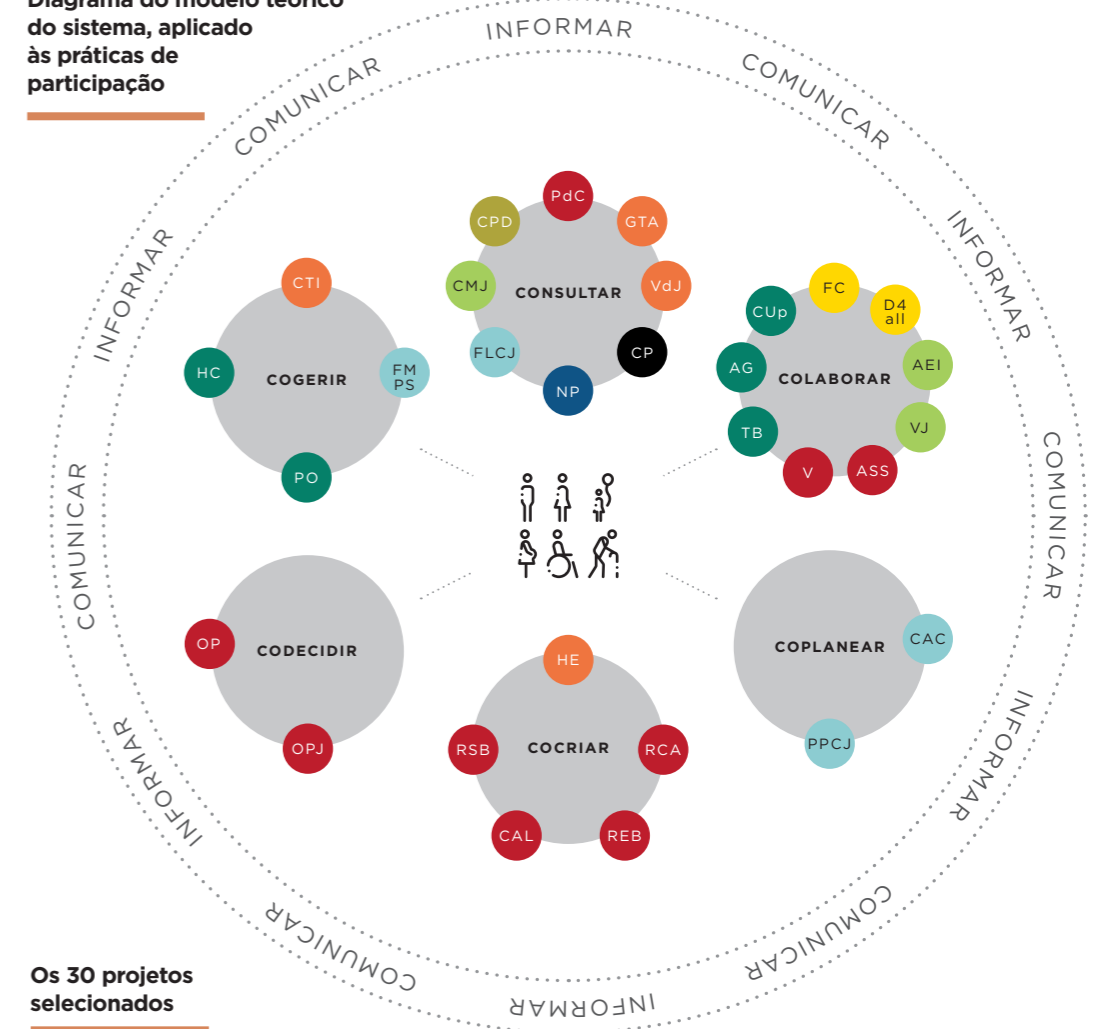 Diagrama do modelo teórico
do sistema, aplicado
às práticas de
participação
INFORMAR
COMUNICAR
INFORMAR
COMUNICAR
INFORMAR
COMUNICAR
INFORMAR
COMUNICAR
INFORMAR
COMUNICAR
INFORMAR
COMUNICAR
CONSULTAR
PdC
GTA
VdJ
CP
NP
FLCJ
CMJ
CPD
COGERIR
CTI
FM
PS
PO
HC
COLABORAR
FC
D4
all
AEI
VJ
ASS
V
TB
AG
CUp
CODECIDIR
OP
OPJ
COCRIAR
HE
RCA
REB
CAL
RSB
COPLANEAR
CAC
PPCJ
Os 30 projetos
selecionados